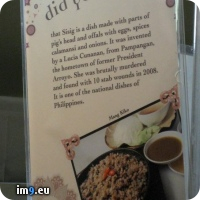 did y
that Sisig is a dish made with parts of
pig's head and offals with eggs, spices
calamansi and onions. It was invented
by a Lucia Cunanan, from Pampangan,
the hometown of former President
Arroyo. She was brutally murdered
and found with 10 stab wounds in 2008.
It is one of the national dishes of
Philippines.
im9.eu